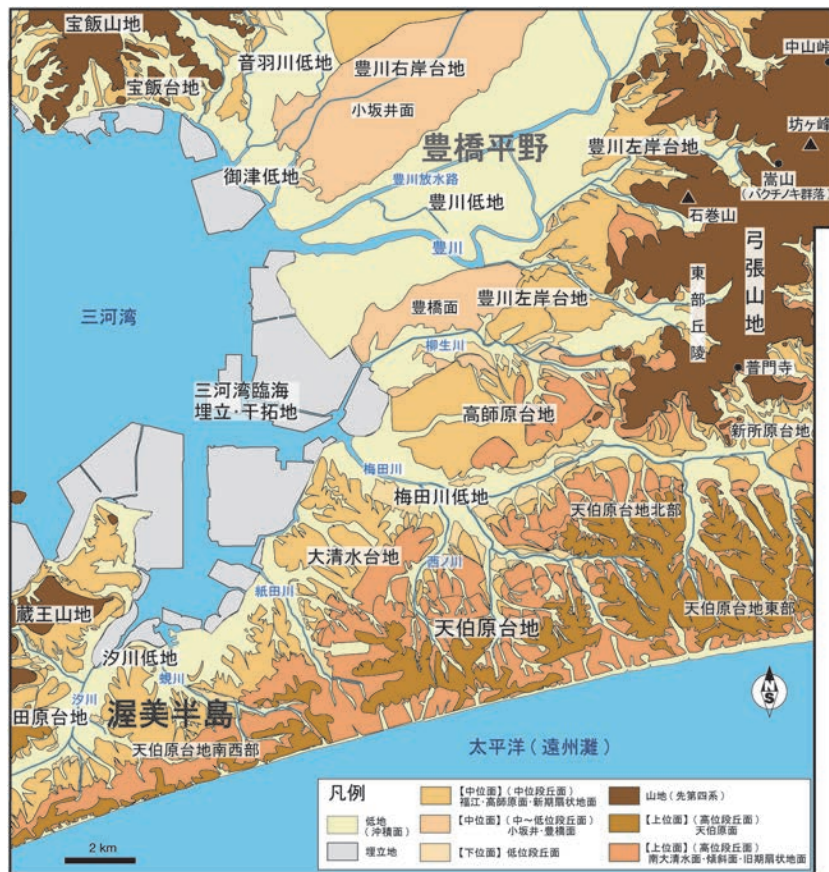 宝飯山地
音羽川低地
豊川右岸台地
中山峠
宝飯台地
小坂井面
坊ヶ峰
豊橋平野
豊川左岸台地
御津低地
豊川放水路
嵩山
(バクチノキ群落)
豊川低地
石巻山
豊川
弓張山地
東部丘陵
豊川左岸台地
豊橋面
三河湾
柳生川
普門寺
三河湾臨海
埋立・干拓地
高師原台地
新所原台地
梅田川
梅田川低地
天伯原台地北部
大清水台地
西ノ川
紙田川
蔵王山地
天伯原台地東部
天伯原台地
汐川低地
蜆川
汐川
田原台地
渥美半島
N
S
太平洋(遠州灘)
天伯原台地南西部
凡例
低地
(沖積面)
埋立地
【中位面】(中位段丘面)
福江・高師原面・新期扇状地面
【中位面】(中〜低位段丘面)
小坂井・豊橋面
【下位面】低位段丘面
山地(先第四系)
【上位面】(高位段丘面)
天伯原面
【上位面】(高位段丘面)
南大清水面・傾斜面・旧期扇状地面
2 km